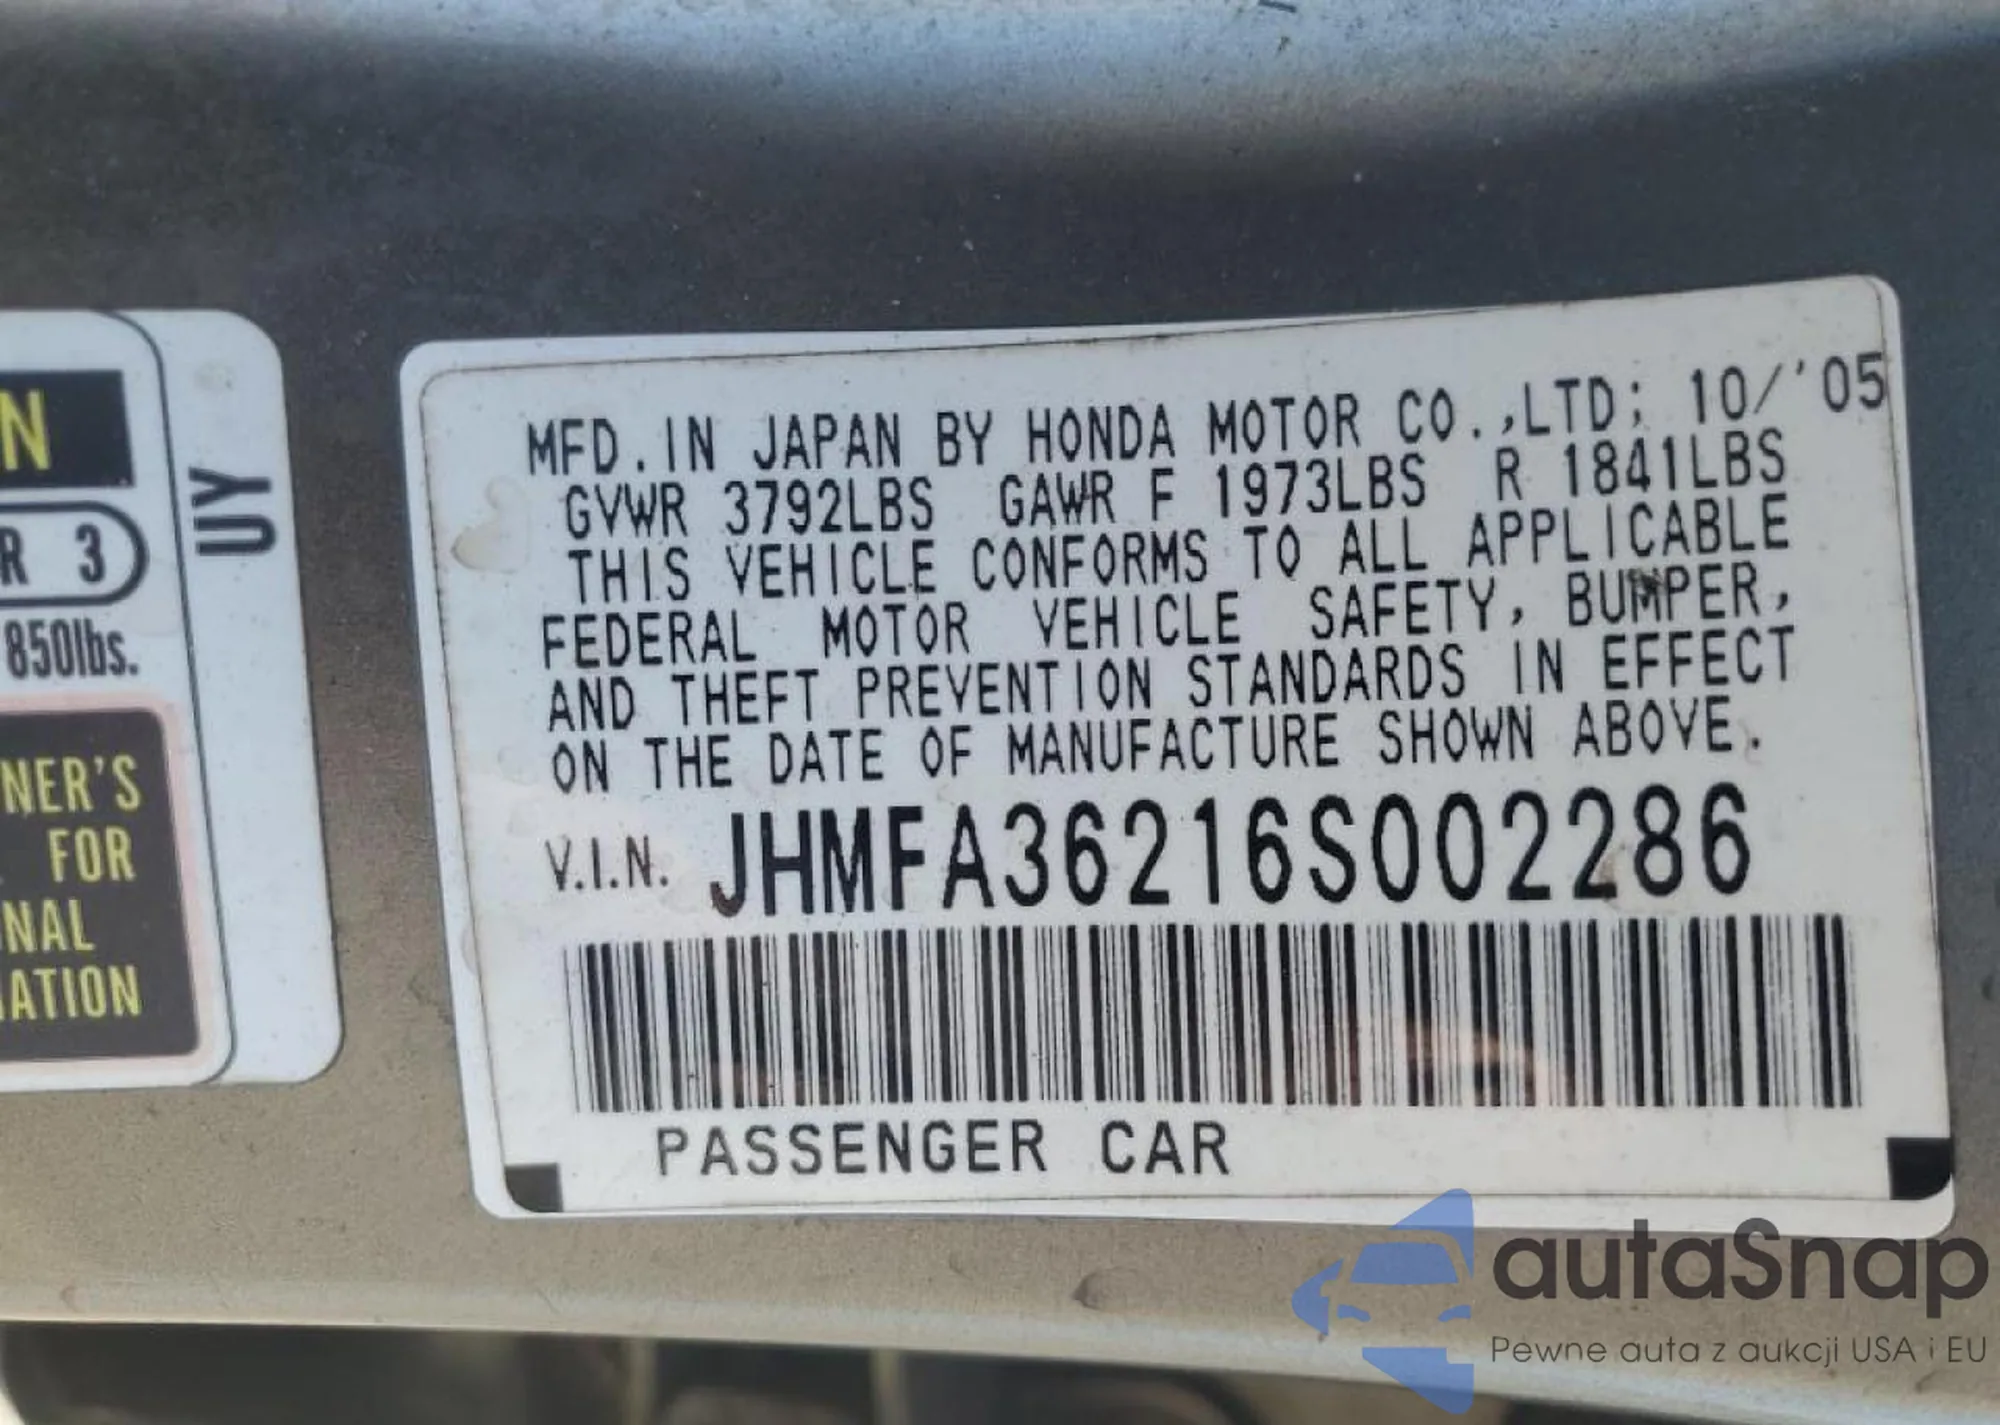 N
R 3
850lbs.
NER'S
FOR
NAL
ATION
UY
MFD. IN JAPAN BY HONDA MOTOR CO.,LTD; 10/'05
GVWR 3792LBS GAWR F 1973LBS R 1841LBS
THIS VEHICLE CONFORMS TO ALL APPLICABLE
FEDERAL MOTOR VEHICLE SAFETY, BUMPER,
AND THEFT PREVENTION STANDARDS IN EFFECT
ON THE DATE OF MANUFACTURE SHOWN ABOVE.
V.I.N. JHMFA36216S002286
PASSENGER CAR
autaSnap
Pewne auta z aukcji USA i EU